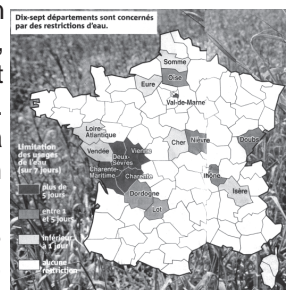 Dix-sept départements sont concernés
par des restrictions d'eau.
Somme
Oise
Eure
Val-de-Marne
Loire-
Atlantique
Vendée
Deux-
Sèvres
Vienne
Cher
Nièvre
Doubs
Charente-
Maritime
Charente
Rhône
Isère
Dordogne
Lot
Limitation
des usages
de l'eau
(sur 7 jours)
plus de
5 jours
entre 1
et 5 jours
inférieur
à 1 jour
aucune
restriction